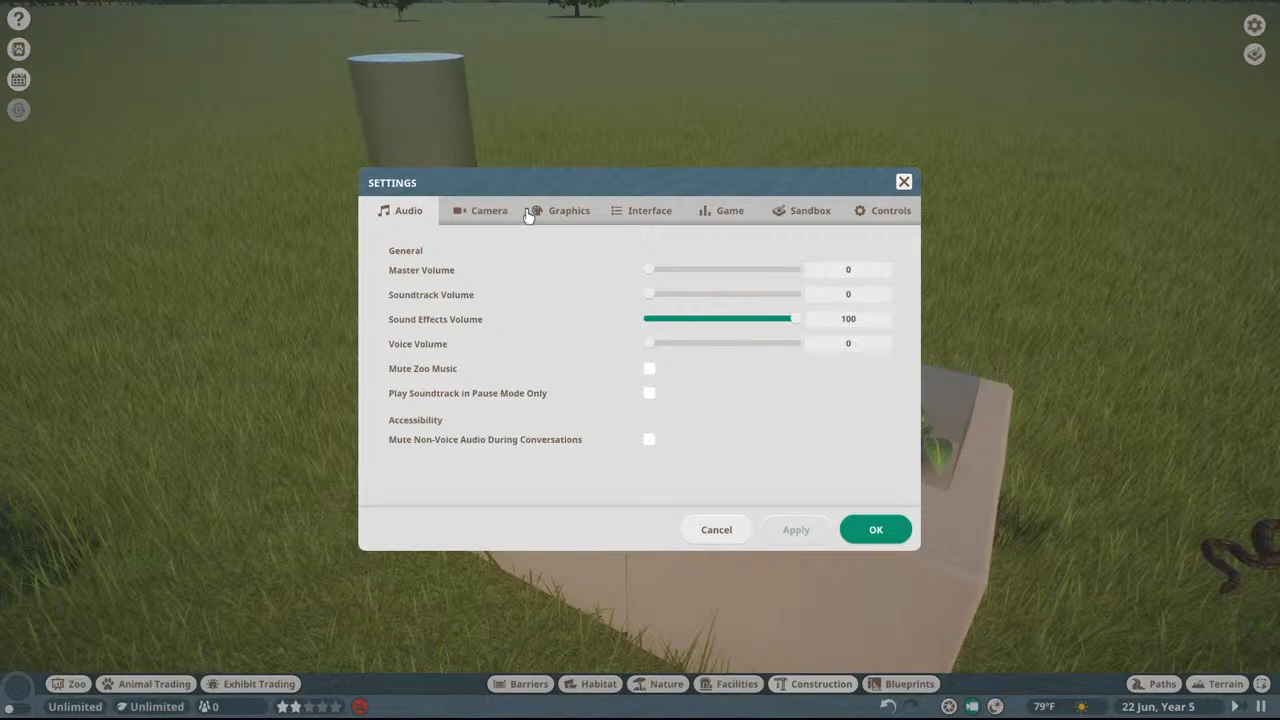 SETTINGS
Audio Camera Graphics Interface Game Sandbox Controls
General
Master Volume 0
Soundtrack Volume 0
Sound Effects Volume 100
Voice Volume 0
Mute Zoo Music
Play Soundtrack in Pause Mode Only
Accessibility
Mute Non-Voice Audio During Conversations
Cancel Apply OK
Zoo Animal Trading Exhibit Trading Barriers Habitat Nature Facilities Construction Blueprints Paths Terrain
Unlimited Unlimited 0 79°F 22 Jun, Year 5